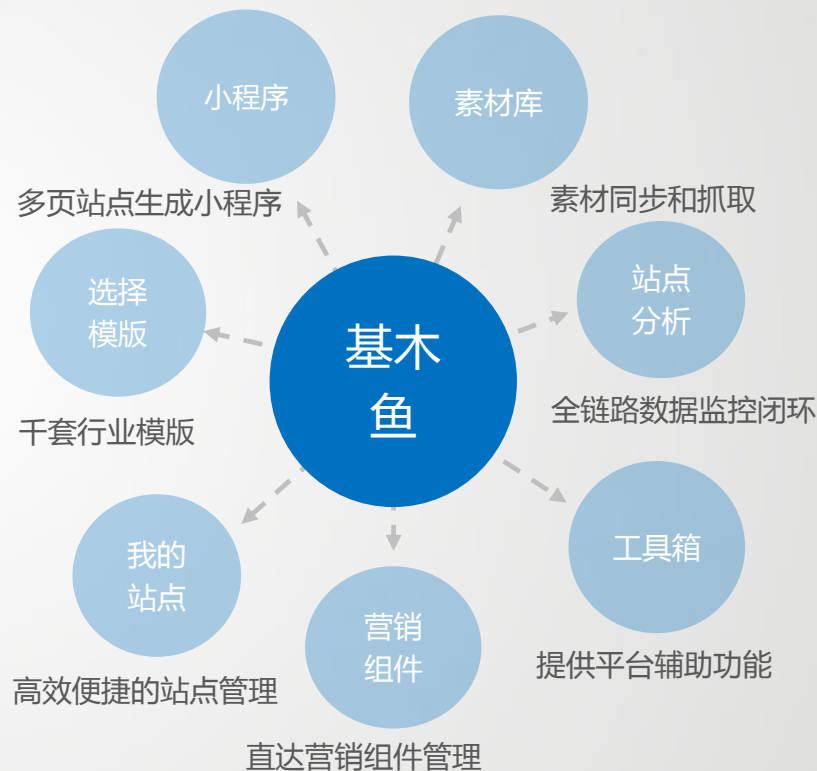 小程序
素材库
多页站点生成小程序
素材同步和抓取
选择
模版
站点
分析
基木
鱼
千套行业模版
全链路数据监控闭环
我的
站点
工具箱
营销
组件
高效便捷的站点管理
提供平台辅助功能
直达营销组件管理